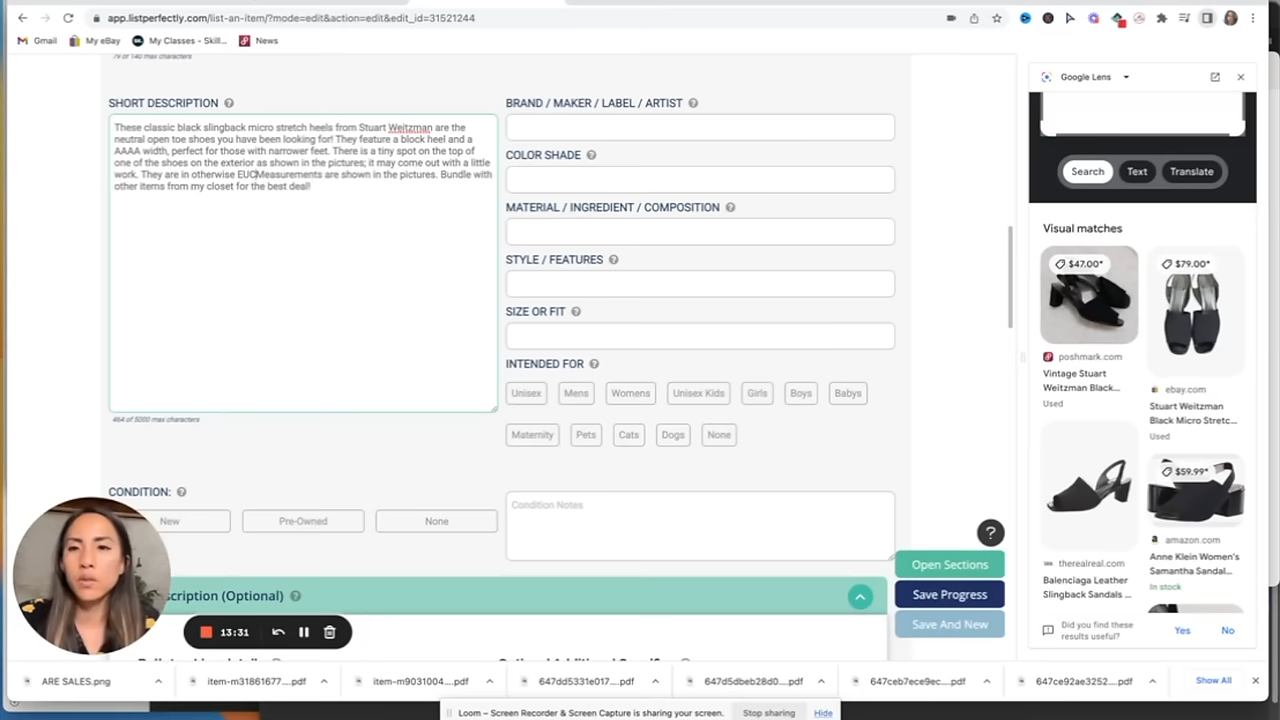 app.listperfectly.com/list-an-item/?mode=edit&action=edit&edit_id=31521244
Gmail
My eBay
My Classes - Skill...
News
79 of 140 max characters
SHORT DESCRIPTION
These classic black slingback micro stretch heels from Stuart Weitzman are the
neutral open toe shoes you have been looking for! They feature a block heel and a
AAAA width, perfect for those with narrower feet. There is a tiny spot on the top of
one of the shoes on the exterior as shown in the pictures; it may come out with a little
work. They are in otherwise EUCMeasurements are shown in the pictures. Bundle with
other items from my closet for the best deal!
464 of 5000 max characters
BRAND / MAKER / LABEL / ARTIST
COLOR SHADE
MATERIAL / INGREDIENT / COMPOSITION
STYLE / FEATURES
SIZE OR FIT
INTENDED FOR
Unisex
Mens
Womens
Unisex Kids
Girls
Boys
Babys
Maternity
Pets
Cats
Dogs
None
CONDITION:
New
Pre-Owned
None
Condition Notes
scription (Optional)
Open Sections
Save Progress
Save And New
?
13:31
Google Lens
Search
Text
Translate
Visual matches
$47.00*
poshmark.com
Vintage Stuart
Weitzman Black...
Used
$79.00*
ebay.com
Stuart Weitzman
Black Micro Stretc...
Used
therealreal.com
Balenciaga Leather
Slingback Sandals ...
$59.99*
amazon.com
Anne Klein Women's
Samantha Sandal...
In stock
Did you find these
results useful?
Yes
No
ARE SALES.png
item-m31861677....pdf
item-m9031004....pdf
647dd5331e017....pdf
647d5dbeb28d0....pdf
647ceb7ece9ec....pdf
647ce92ae3252....pdf
Show All
Loom – Screen Recorder & Screen Capture is sharing your screen.
Stop sharing
Hide